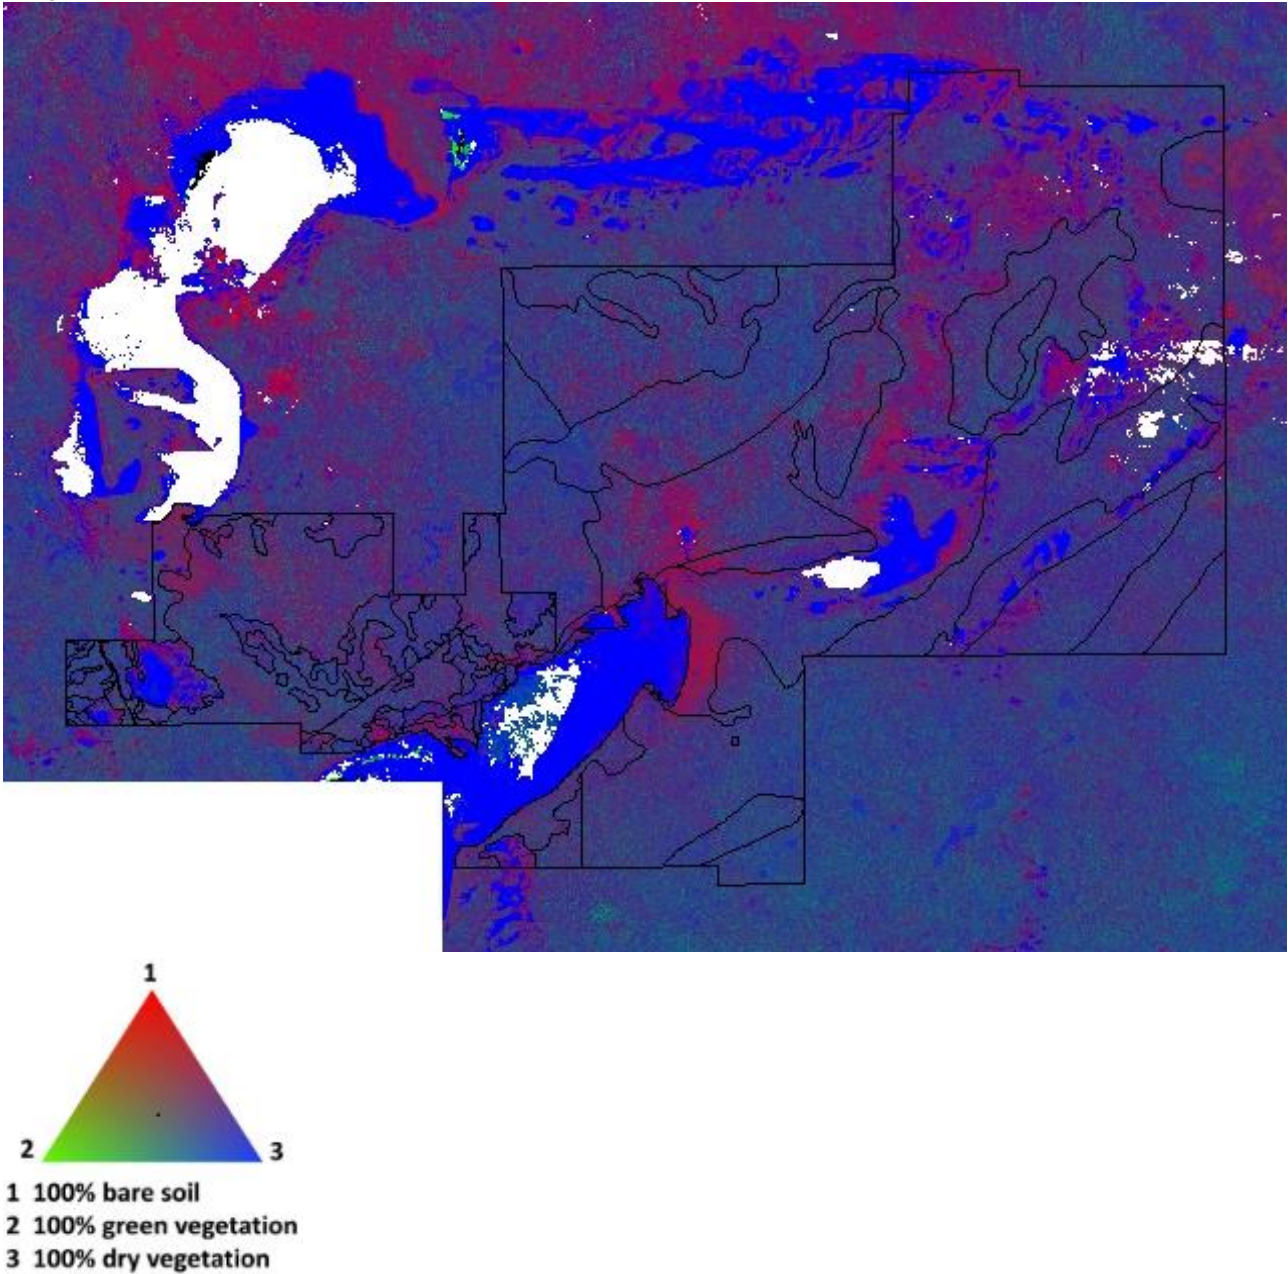 1
2 3
1 100% bare soil
2 100% green vegetation
3 100% dry vegetation